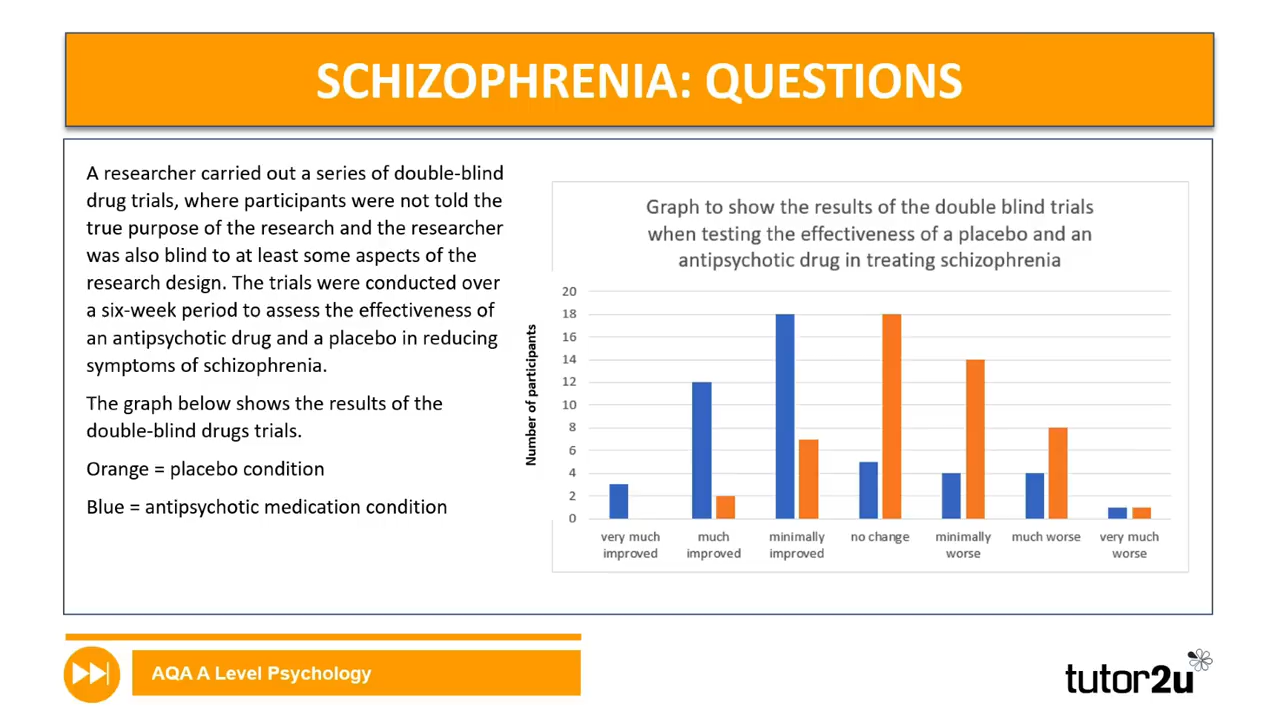 SCHIZOPHRENIA: QUESTIONS
A researcher carried out a series of double-blind
drug trials, where participants were not told the
true purpose of the research and the researcher
was also blind to at least some aspects of the
research design. The trials were conducted over
a six-week period to assess the effectiveness of
an antipsychotic drug and a placebo in reducing
symptoms of schizophrenia.
The graph below shows the results of the
double-blind drugs trials.
Orange = placebo condition
Blue = antipsychotic medication condition
Graph to show the results of the double blind trials
when testing the effectiveness of a placebo and an
antipsychotic drug in treating schizophrenia
Number of participants
20
18
16
14
12
10
8
6
4
2
0
very much
improved
much
improved
minimally
improved
no change
minimally
worse
much worse
very much
worse
AQA A Level Psychology
tutor2u